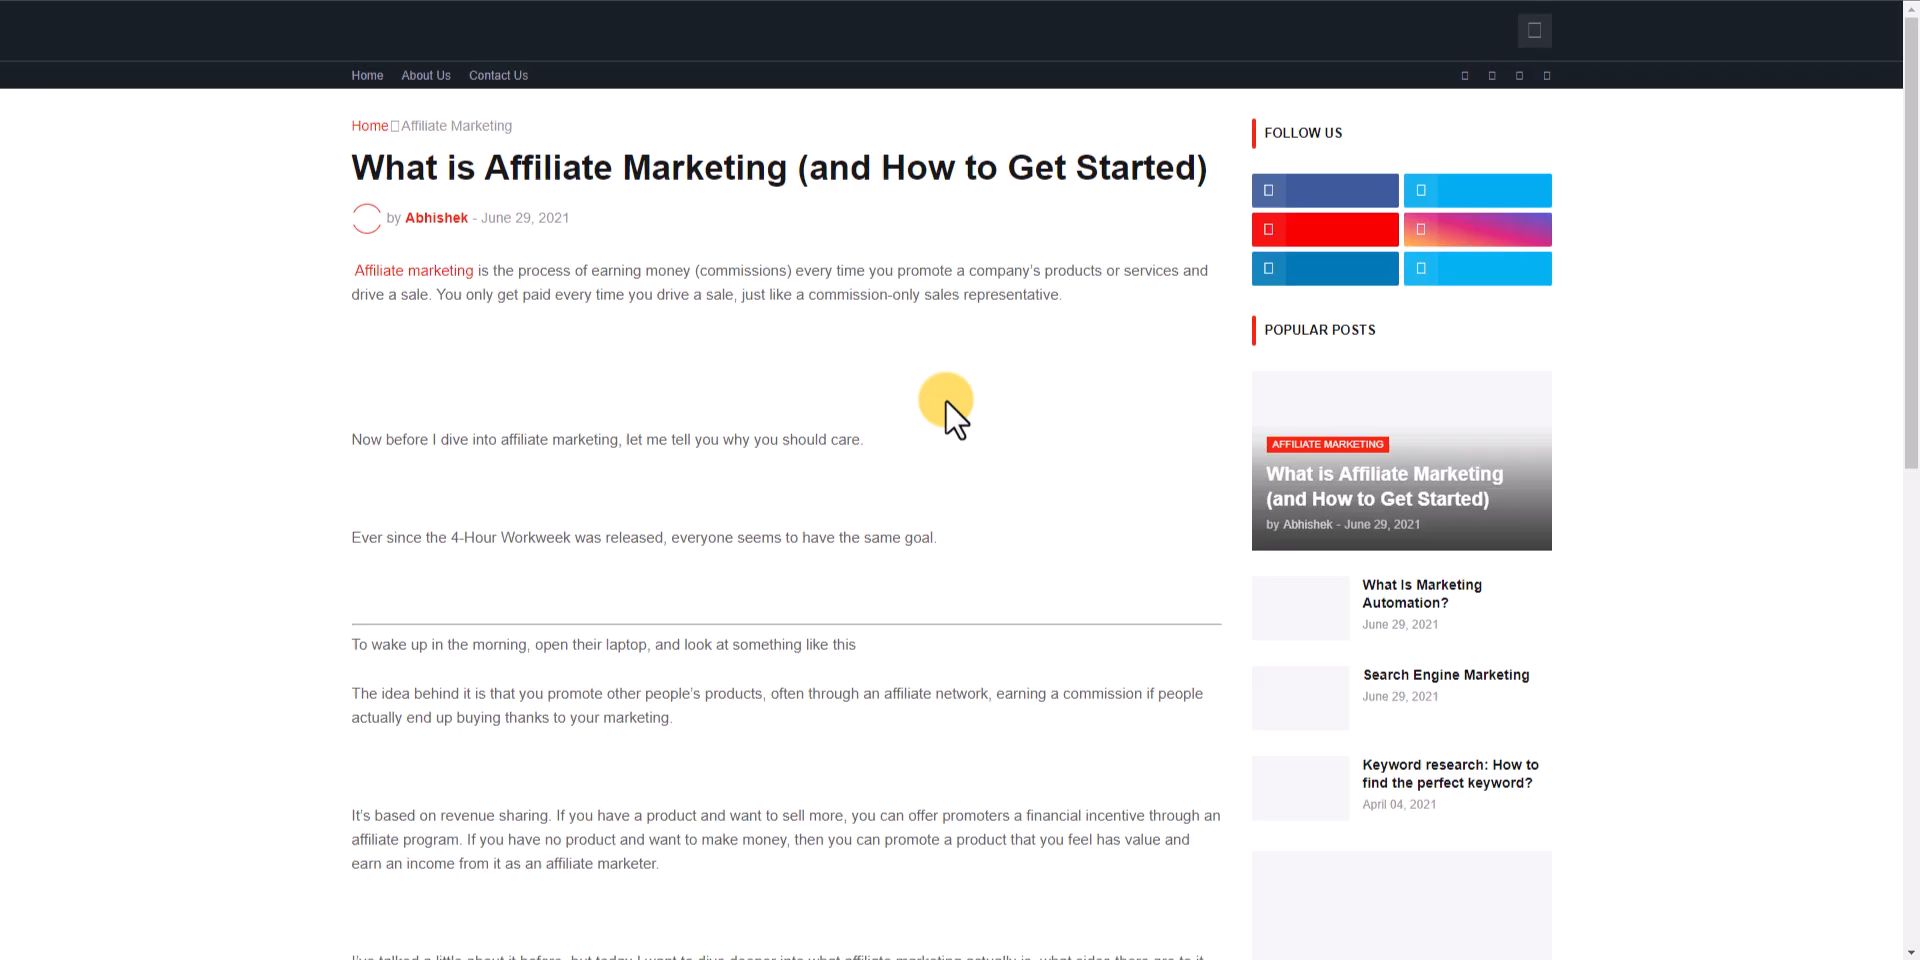 Home About Us Contact Us
Home Affiliate Marketing
What is Affiliate Marketing (and How to Get Started)
by Abhishek - June 29, 2021
Affiliate marketing is the process of earning money (commissions) every time you promote a company's products or services and
drive a sale. You only get paid every time you drive a sale, just like a commission-only sales representative.
Now before I dive into affiliate marketing, let me tell you why you should care.
Ever since the 4-Hour Workweek was released, everyone seems to have the same goal.
To wake up in the morning, open their laptop, and look at something like this
The idea behind it is that you promote other people's products, often through an affiliate network, earning a commission if people
actually end up buying thanks to your marketing.
It's based on revenue sharing. If you have a product and want to sell more, you can offer promoters a financial incentive through an
affiliate program. If you have no product and want to make money, then you can promote a product that you feel has value and
earn an income from it as an affiliate marketer.
FOLLOW US
POPULAR POSTS
AFFILIATE MARKETING
What is Affiliate Marketing
(and How to Get Started)
by Abhishek - June 29, 2021
What Is Marketing
Automation?
June 29, 2021
Search Engine Marketing
June 29, 2021
Keyword research: How to
find the perfect keyword?
April 04, 2021